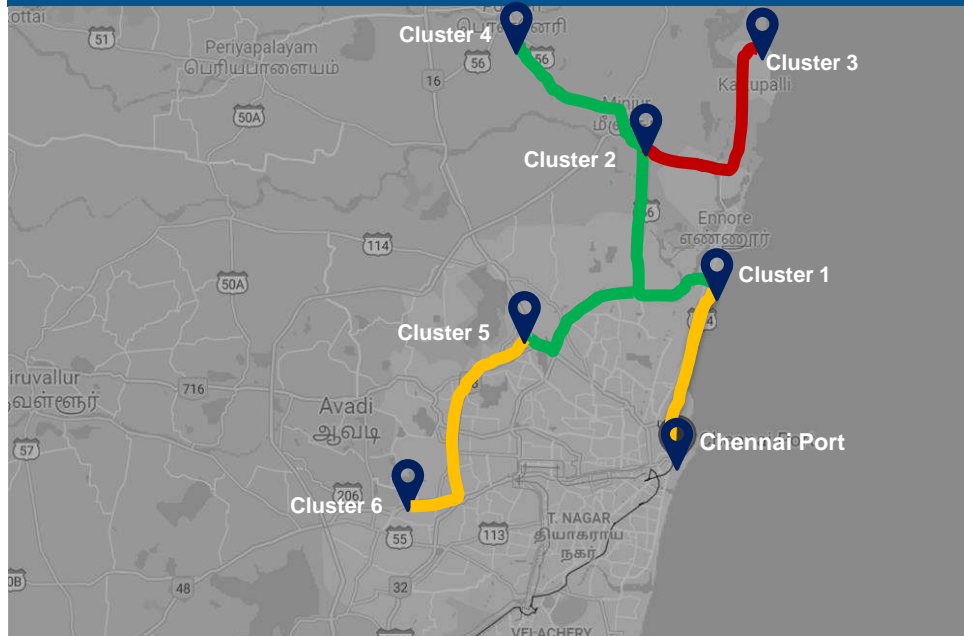 51
Periyapalayam
பெரியபாளையம்
Cluster 4
56
56
16
Cluster 3
50A
Minjur
Cluster 2
Ennore
எண்ணூர்
114
50A
Cluster 1
Cluster 5
716
Avadi
ஆவடி
57
Chennai Port
Cluster 6
206
55
113
T. NAGAR
தியாகராய
நகர்
32
48
VELACHERY